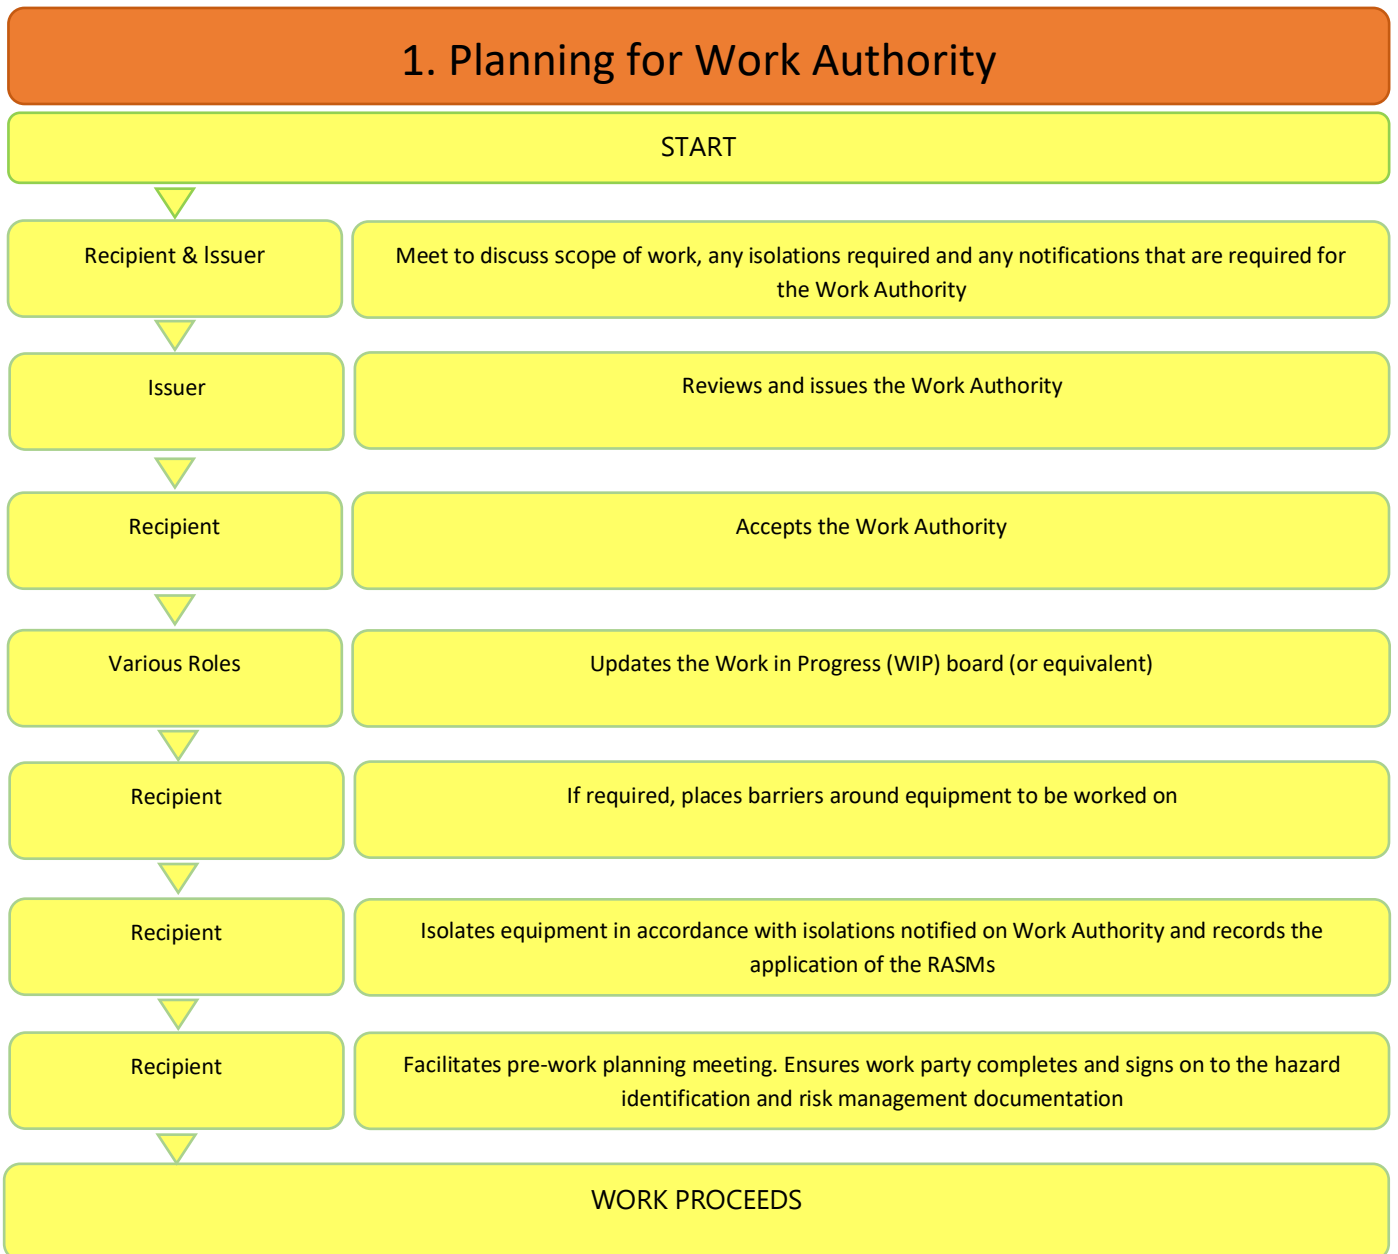 1. Planning for Work Authority
START
Recipient & Issuer
Meet to discuss scope of work, any isolations required and any notifications that are required for
the Work Authority
Issuer
Reviews and issues the Work Authority
Recipient
Accepts the Work Authority
Various Roles
Updates the Work in Progress (WIP) board (or equivalent)
Recipient
If required, places barriers around equipment to be worked on
Recipient
Isolates equipment in accordance with isolations notified on Work Authority and records the
application of the RASMs
Recipient
Facilitates pre-work planning meeting. Ensures work party completes and signs on to the hazard
identification and risk management documentation
WORK PROCEEDS